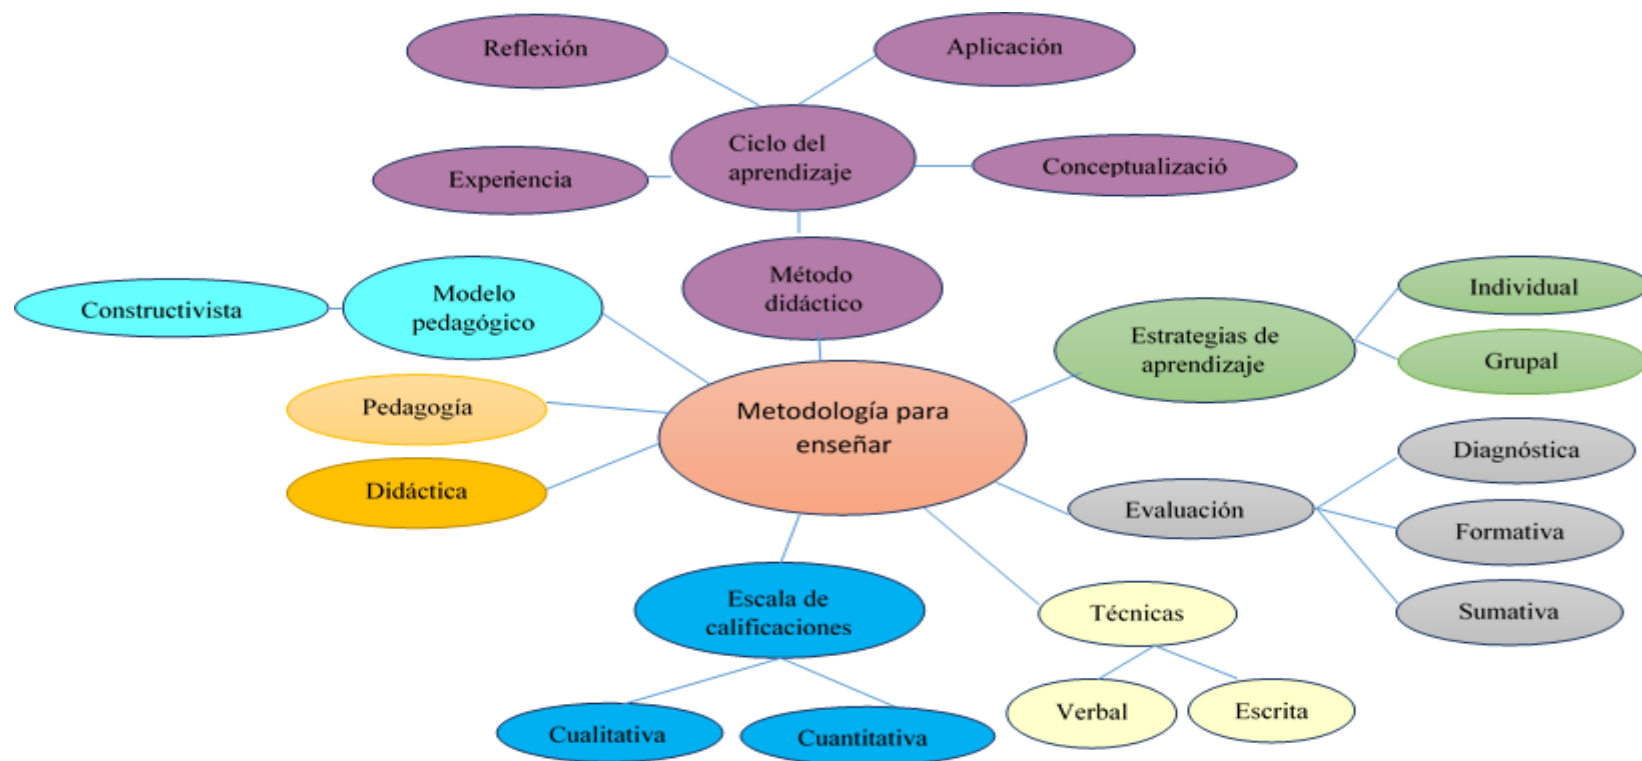 Reflexión
Aplicación
Ciclo del
aprendizaje
Experiencia
Conceptualizació
Método
didáctico
Modelo
pedagógico
Constructivista
Individual
Estrategias de
aprendizaje
Grupal
Pedagogía
Metodología para
enseñar
Didáctica
Diagnóstica
Evaluación
Formativa
Sumativa
Escala de
calificaciones
Técnicas
Verbal
Escrita
Cualitativa
Cuantitativa